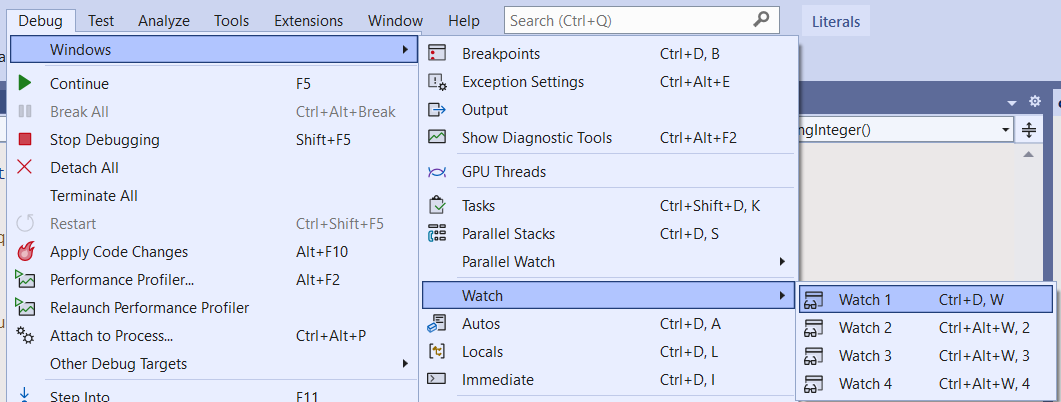 Debug Test Analyze Tools Extensions Window Help Search (Ctrl+Q) Literals
Windows
Continue F5
Break All Ctrl+Alt+Break
Stop Debugging Shift+F5
Detach All
Terminate All
Restart Ctrl+Shift+F5
Apply Code Changes Alt+F10
Performance Profiler... Alt+F2
Relaunch Performance Profiler
Attach to Process... Ctrl+Alt+P
Other Debug Targets
Step Into F11
Breakpoints Ctrl+D, B
Exception Settings Ctrl+Alt+E
Output
Show Diagnostic Tools Ctrl+Alt+F2
GPU Threads
Tasks Ctrl+Shift+D, K
Parallel Stacks Ctrl+D, S
Parallel Watch
Watch
Autos Ctrl+D, A
Locals Ctrl+D, L
Immediate Ctrl+D, I
Watch 1 Ctrl+D, W
Watch 2 Ctrl+Alt+W, 2
Watch 3 Ctrl+Alt+W, 3
Watch 4 Ctrl+Alt+W, 4
ngInteger()